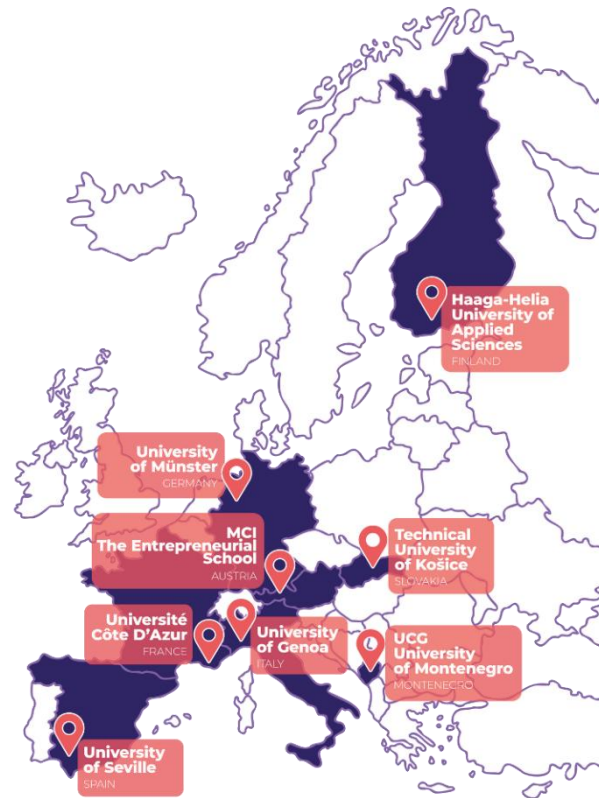 Haaga-Helia
University of
Applied
Sciences
FINLAND
University
of Münster
GERMANY
MCI
The Entrepreneurial
School
AUSTRIA
Technical
University
of Košice
SLOVAKIA
Université
Côte D'Azur
FRANCE
University
of Genoa
ITALY
UCG
University
of Montenegro
MONTENEGRO
University
of Seville
SPAIN